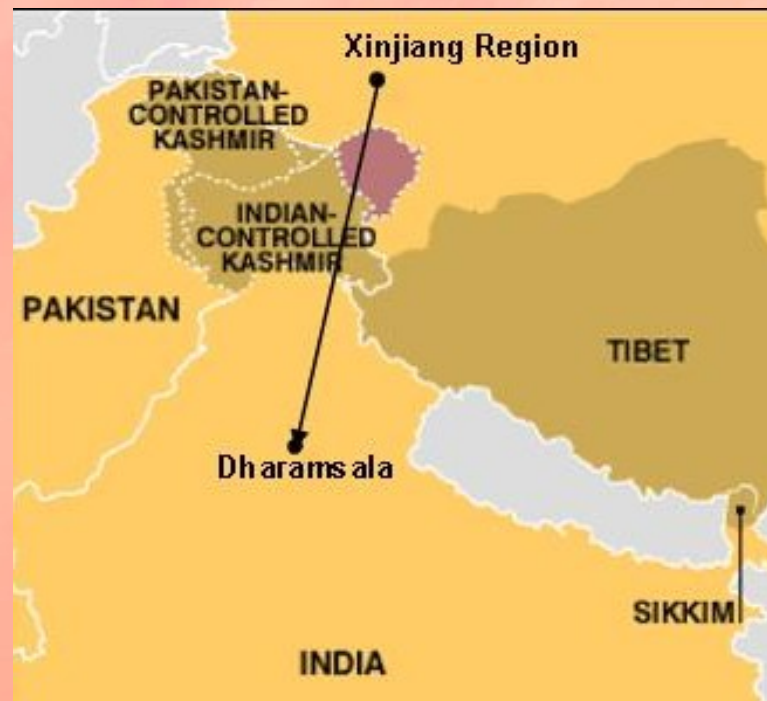 Xinjiang Region
PAKISTAN-
CONTROLLED
KASHMIR
INDIAN-
CONTROLLED
KASHMIR
PAKISTAN
TIBET
Dharamsala
SIKKIM
INDIA